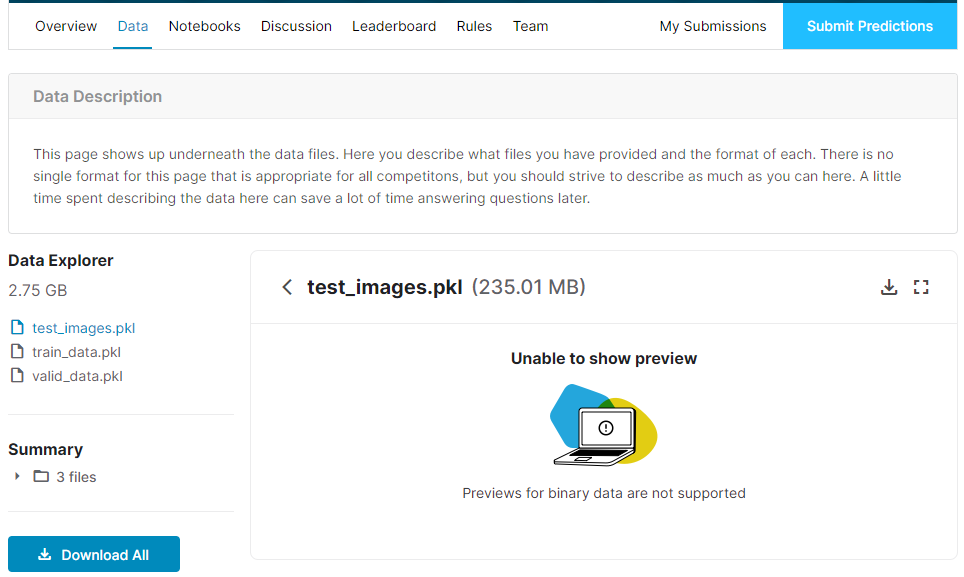 Overview Data Notebooks Discussion Leaderboard Rules Team My Submissions Submit Predictions
Data Description
This page shows up underneath the data files. Here you describe what files you have provided and the format of each. There is no
single format for this page that is appropriate for all competitons, but you should strive to describe as much as you can here. A little
time spent describing the data here can save a lot of time answering questions later.
Data Explorer
2.75 GB
test_images.pkl
train_data.pkl
valid_data.pkl
Summary
3 files
Download All
test_images.pkl (235.01 MB)
Unable to show preview
Previews for binary data are not supported